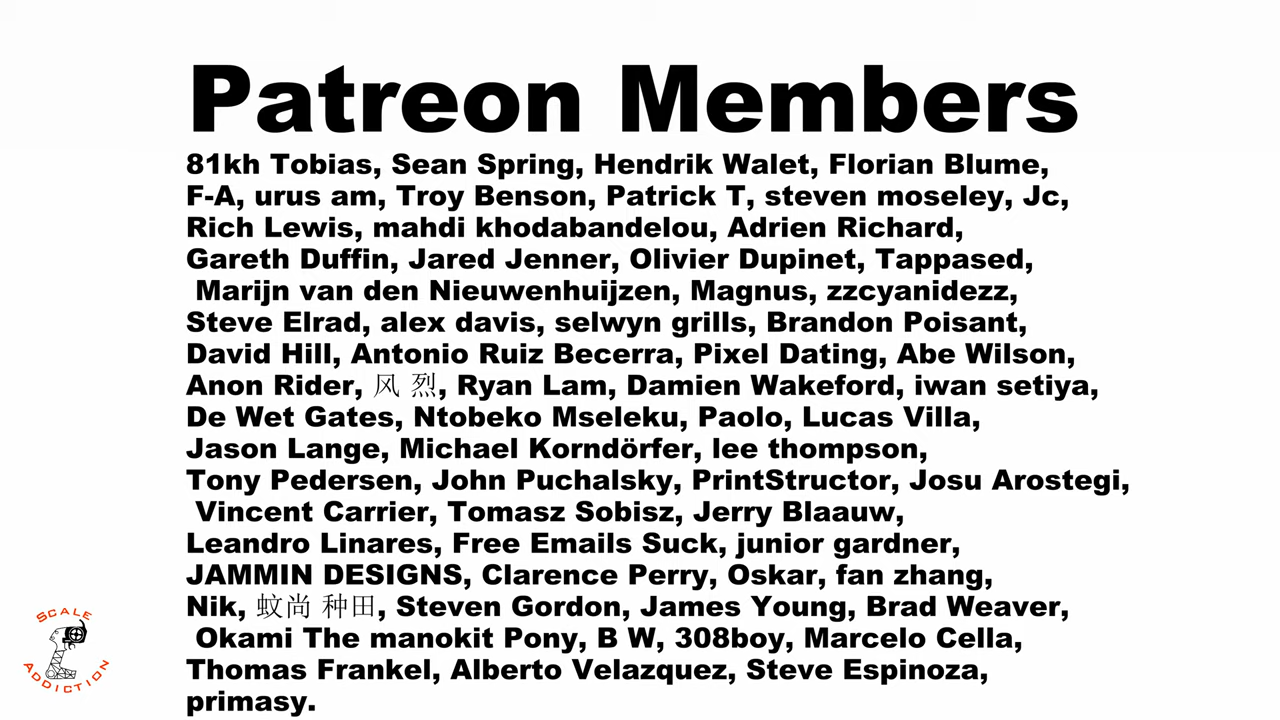 Patreon Members
81kh Tobias, Sean Spring, Hendrik Walet, Florian Blume,
F-A, urus am, Troy Benson, Patrick T, steven moseley, Jc,
Rich Lewis, mahdi khodabandelou, Adrien Richard,
Gareth Duffin, Jared Jenner, Olivier Dupinet, Tappased,
Marijn van den Nieuwenhuijzen, Magnus, zzcyanidezz,
Steve Elrad, alex davis, selwyn grills, Brandon Poisant,
David Hill, Antonio Ruiz Becerra, Pixel Dating, Abe Wilson,
Anon Rider, 风 烈, Ryan Lam, Damien Wakeford, iwan setiya,
De Wet Gates, Ntobeko Mseleku, Paolo, Lucas Villa,
Jason Lange, Michael Korndörfer, lee thompson,
Tony Pedersen, John Puchalsky, PrintStructor, Josu Arostegi,
Vincent Carrier, Tomasz Sobisz, Jerry Blaauw,
Leandro Linares, Free Emails Suck, junior gardner,
JAMMIN DESIGNS, Clarence Perry, Oskar, fan zhang,
Nik, 蚊尚 种田, Steven Gordon, James Young, Brad Weaver,
Okami The manokit Pony, B W, 308boy, Marcelo Cella,
Thomas Frankel, Alberto Velazquez, Steve Espinoza,
primasy.
SCALE
ADDICTION